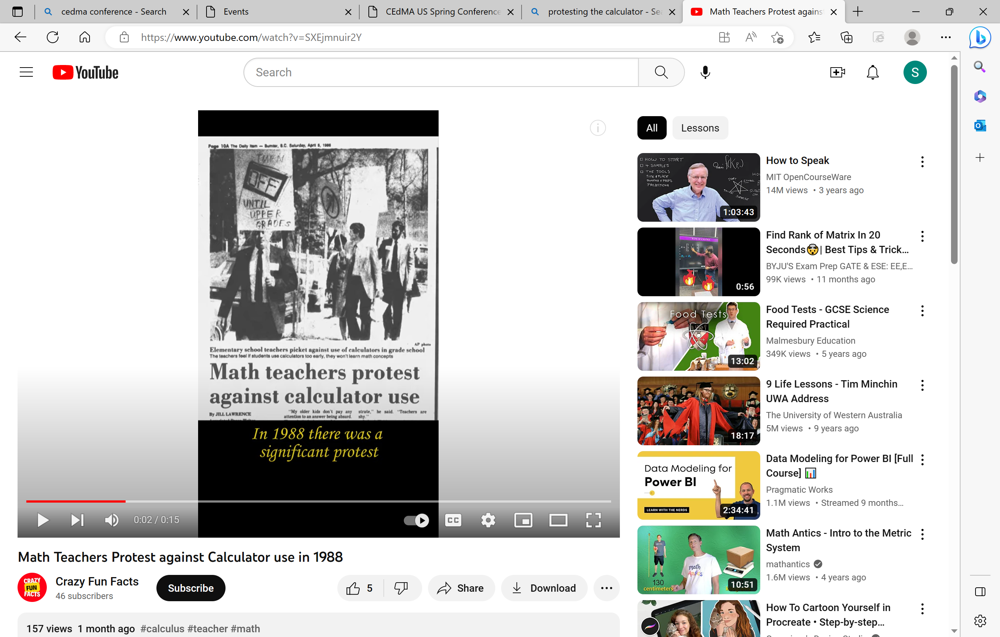 cedma conference - Search
Events
CEdMA US Spring Conference
protesting the calculator - Sea
Math Teachers Protest agains
https://www.youtube.com/watch?v=SXEjmnuir2Y
YouTube
Search
S
Page 10A The Daily Item — Sumter, S.C. Saturday, April 5, 1986
TURN
OFF
UNTIL
UPPER
GRADES
AP photo
Elementary school teachers picket against use of calculators in grade school
The teachers feel if students use calculators too early, they won't learn math concepts
Math teachers protest
against calculator use
By JILL LAWRENCE
"My older kids don't pay any
attention to an answer being absurd.
strate," he said. "Teachers are
shy."
In 1988 there was a
significant protest
0:02 / 0:15
CC
Math Teachers Protest against Calculator use in 1988
CRAZY
FUN
FACTS
Crazy Fun Facts
46 subscribers
Subscribe
5
Share
Download
157 views 1 month ago #calculus #teacher #math
All
Lessons
HOW TO START
4 SAMPLES
THE TOOLS
TIME & PLACE
BOARDS & PROPS
PROJECTIONS
1:03:43
How to Speak
MIT OpenCourseWare
14M views • 3 years ago
RANK OF A MATRIX
0:56
Find Rank of Matrix In 20
Seconds🤯| Best Tips & Trick...
BYJU'S Exam Prep GATE & ESE: EE,E...
99K views • 11 months ago
Food Tests
13:02
Food Tests - GCSE Science
Required Practical
Malmesbury Education
349K views • 5 years ago
18:17
9 Life Lessons - Tim Minchin
UWA Address
The University of Western Australia
5M views • 9 years ago
Data Modeling for
Power BI
LEARN WITH THE NERDS
2:34:41
Data Modeling for Power BI [Full
Course] 📊
Pragmatic Works
1.1M views • Streamed 9 months...
math
Antics
130
centimeters
10:51
Math Antics - Intro to the Metric
System
mathantics
1.6M views • 4 years ago
How To Cartoon Yourself in
Procreate • Step-by-step...